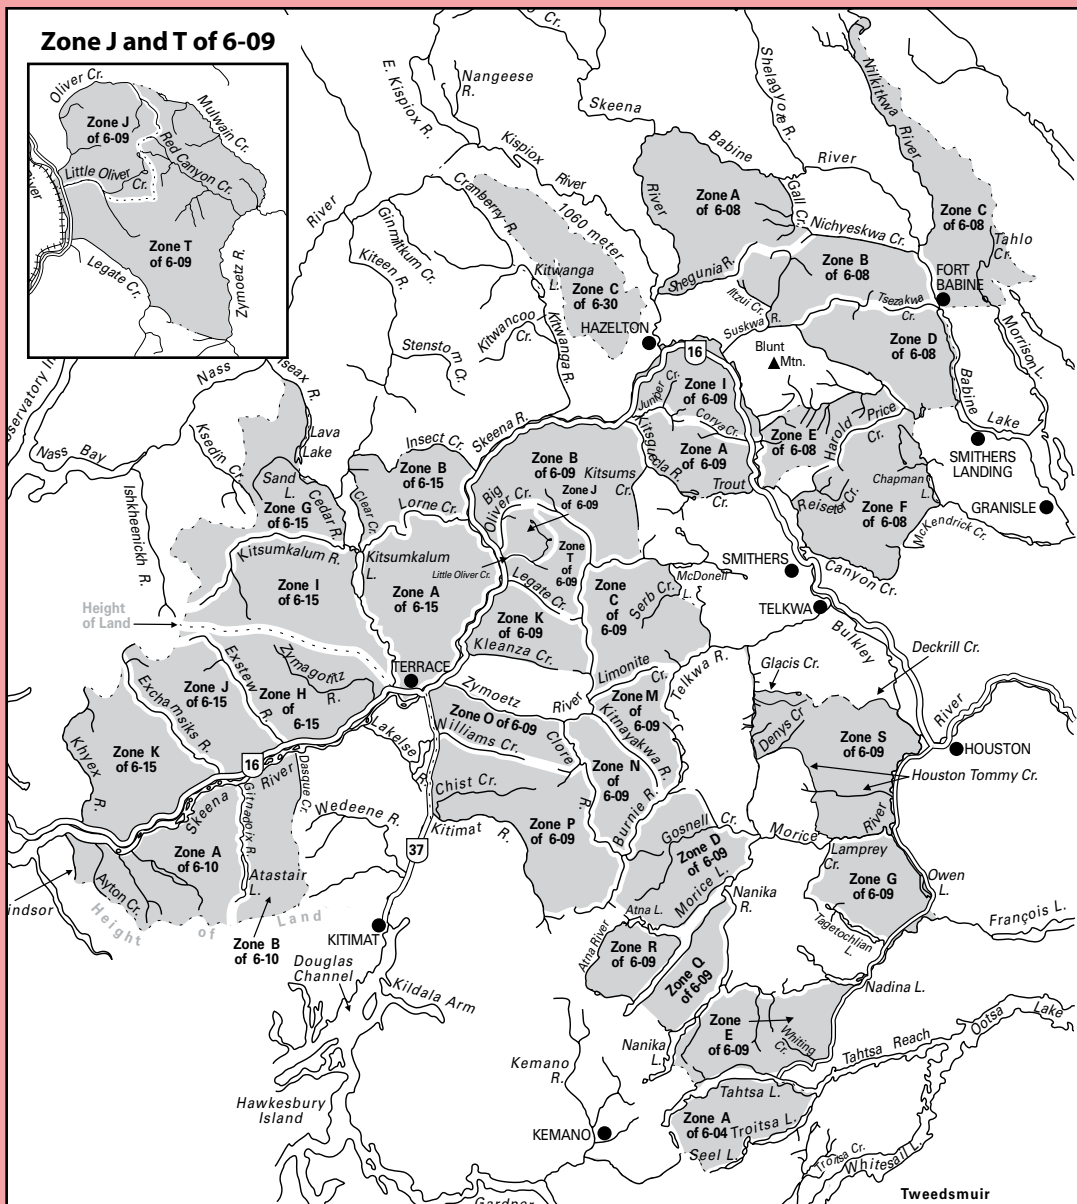 Zone J and T of 6-09
Oliver Cr.
Mulwain Cr.
Zone J
of 6-09
Red Canyon Cr.
Little Oliver
Cr.
Zone T
of 6-09
Legate Cr.
Zymoetz R.
Cr.
Nangeese
R.
E. Kispiox R.
Skeena
Shelagyote R.
Nilkitkwa River
Kispiox
River
Babine
River
Cranberry R.
1060 meter
River
Zone A
of 6-08
Gall Cr.
Nichyeskwa Cr.
Zone C
of 6-08
Tahlo
Cr.
River
Ginmitkum Cr.
Kiteen R.
Kitwanga
L.
Zone C
of 6-30
Shegunia R.
Zone B
of 6-08
FORT
BABINE
Iltzui Cr.
Tsezakwa
Cr.
HAZELTON
Suskwa R.
Kitwancool
Cr.
Kitwanga R.
Stenstrom Cr.
16
Blunt
Mtn.
Zone D
of 6-08
Morrison L.
Babine
Lake
Nass
Observatory In
Nass Bay
Ksedin Cr.
Lava
Lake
Insect Cr.
Skeena R.
Juniper Cr.
Zone I
of 6-09
Corya Cr.
Kitseguecla R.
Zone A
of 6-09
Zone E
of 6-08
Harold
Price
Cr.
SMITHERS
LANDING
GRANISLE
Ishkheenickh R.
Sand
L.
Cedar R.
Zone G
of 6-15
Clear Cr.
Zone B
of 6-15
Lorne Cr.
Big
Oliver Cr.
Zone B
of 6-09
Kitsums
Cr.
Zone J
of 6-09
Trout
Cr.
Reiseter Cr.
Chapman
L.
Zone F
of 6-08
McKendrick Cr.
Kitsumkalum R.
Kitsumkalum
L.
Little Oliver Cr.
Zone
T
of
6-09
Legate Cr.
SMITHERS
Canyon Cr.
McDonell
L.
Serb Cr.
Zone
C
of
6-09
TELKWA
Bulkley
Zone I
of 6-15
Zone A
of 6-15
Zone K
of 6-09
Kleanza Cr.
Height
of Land
TERRACE
Limonite
Cr.
Telkwa R.
Glacis Cr.
Deckrill Cr.
River
Exstew R.
Zymagotitz
R.
Zone J
of 6-15
Zone H
of
6-15
Exchamsiks R.
Zymoetz
River
Zone O of 6-09
Williams Cr.
Clore
R.
Zone M
of
6-09
Kitnayakwa R.
Zone N
of
6-09
Burnie R.
Denys Cr
Zone S
of 6-09
HOUSTON
Houston Tommy Cr.
Khyex
R.
Zone K
of 6-15
16
Lakelse
R.
Skeena
River
Dasque Cr.
Gitnadoix R.
Wedeene R.
Chist Cr.
Kitimat R.
37
Zone P
of 6-09
Gosnell Cr.
Zone D
of 6-09
Morice L.
Morice
River
Lamprey
Cr.
Zone G
of 6-09
Owen
L.
François L.
Zone A
of 6-10
Ayton Cr.
Atastair
L.
indsor
Height of Land
Zone B
of 6-10
KITIMAT
Atna L.
Atna River
Nanika
R.
Zone R
of 6-09
Zone Q
of 6-09
Tagetochlian
L.
Nadina L.
Douglas
Channel
Kildala Arm
Zone
E
of 6-09
Whiting
Cr.
Nanika
L.
Tahtsa Reach
Ootsa
Lake
Hawkesbury
Island
Kemano
R.
KEMANO
Tahtsa L.
Zone A
of 6-04
Troitsa L.
Seel L.
Troitsa Cr.
Whitesail L.
Gardner
Tweedsmuir